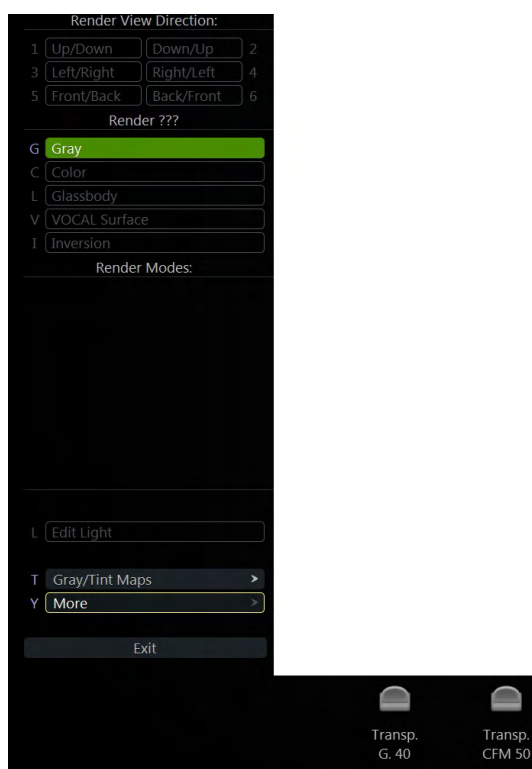 Render View Direction:
1 Up/Down Down/Up 2
3 Left/Right Right/Left 4
5 Front/Back Back/Front 6
Render ???
G Gray
C Color
L Glassbody
V VOCAL Surface
I Inversion
Render Modes:
L Edit Light
T Gray/Tint Maps >
Y More >
Exit
Transp. Transp.
G. 40 CFM 50